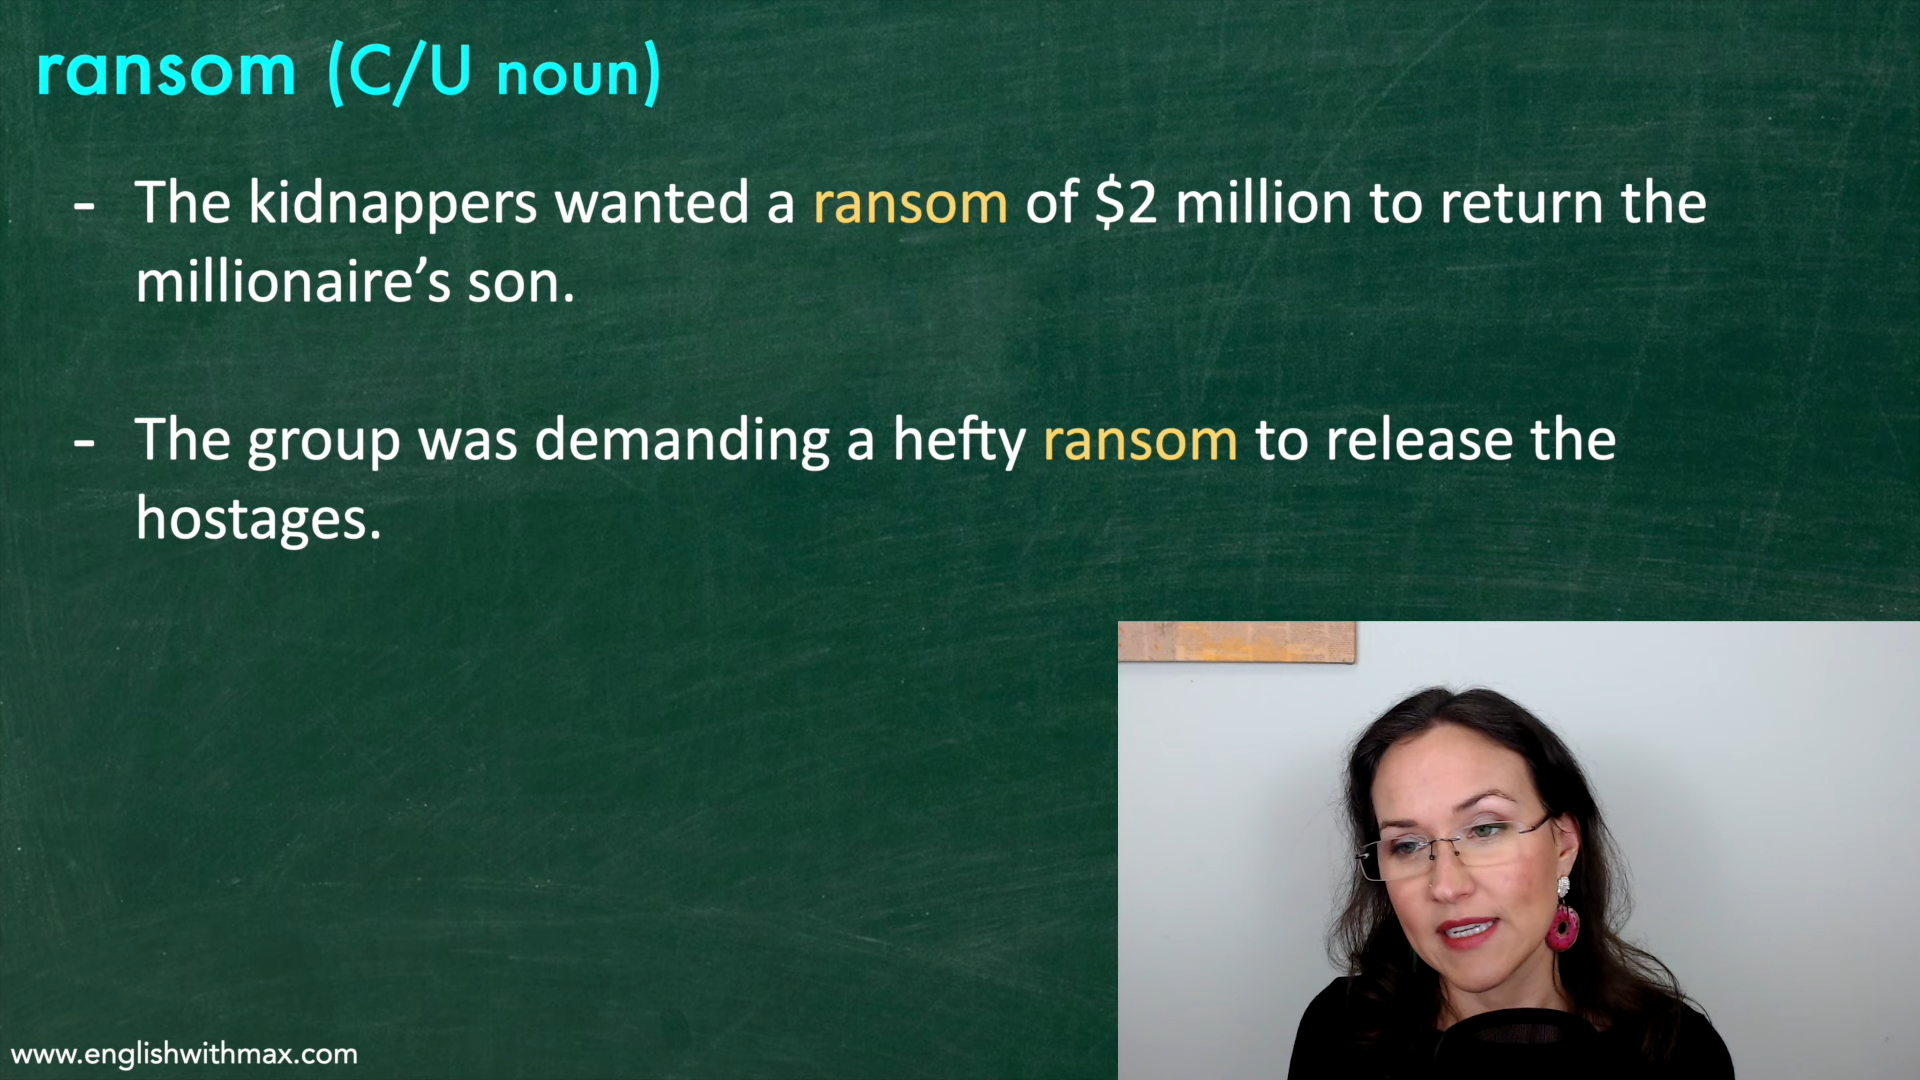 ransom (C/U noun)
- The kidnappers wanted a ransom of $2 million to return the
millionaire’s son.
- The group was demanding a hefty ransom to release the
hostages.
www.englishwithmax.com